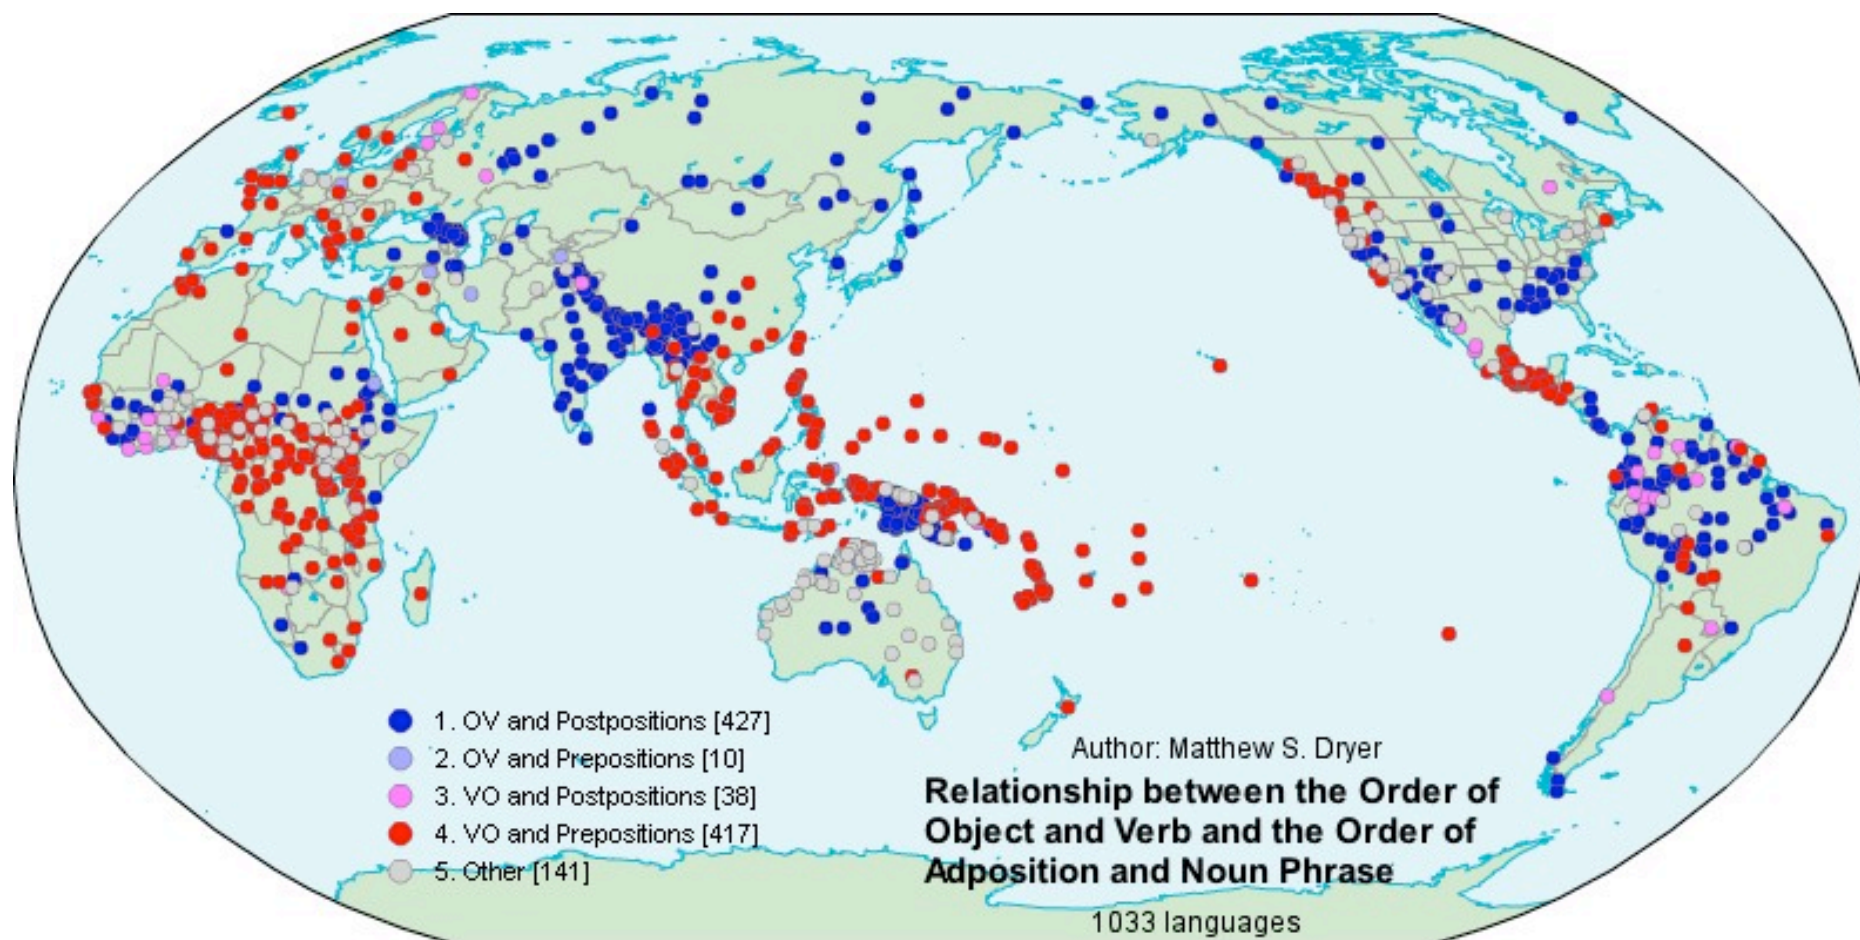 1. OV and Postpositions [427]
2. OV and Prepositions [10]
3. VO and Postpositions [38]
4. VO and Prepositions [417]
5. Other [141]
Author: Matthew S. Dryer
Relationship between the Order of
Object and Verb and the Order of
Adposition and Noun Phrase
1033 languages